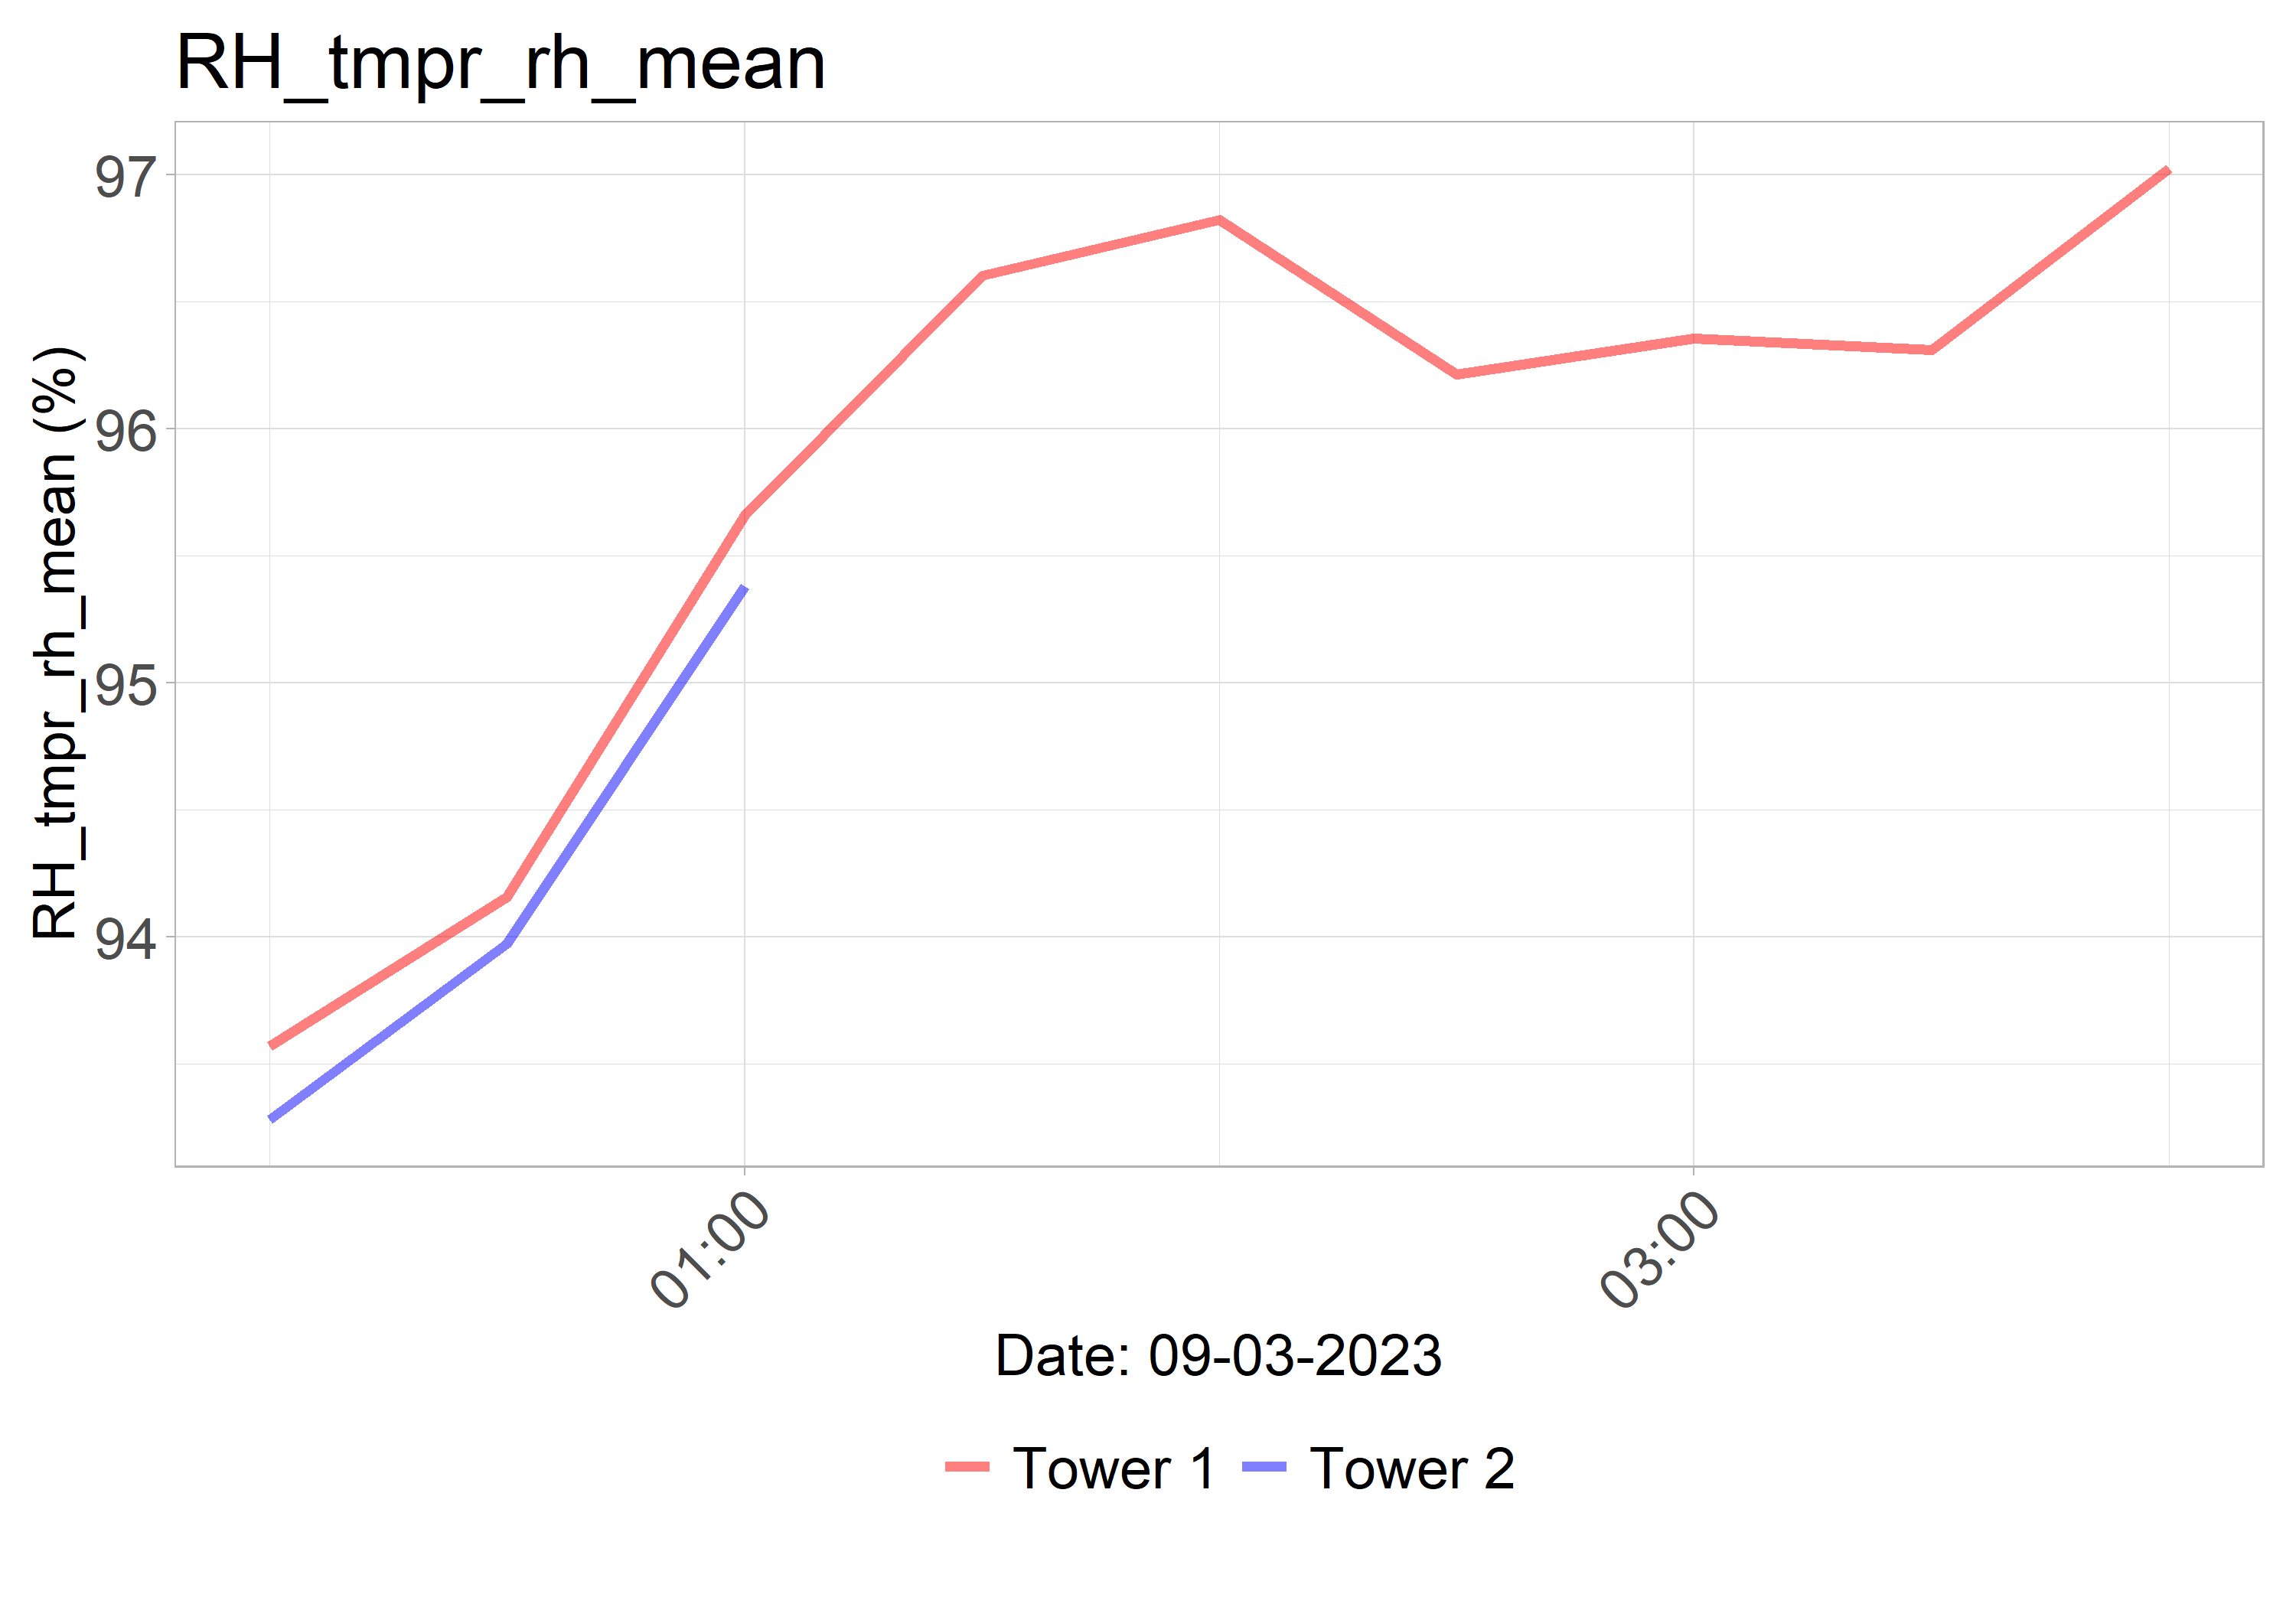 RH_tmpr_rh_mean
RH_tmpr_rh_mean (%)
97
96
95
94
01:00
03:00
Date: 09-03-2023
Tower 1
Tower 2